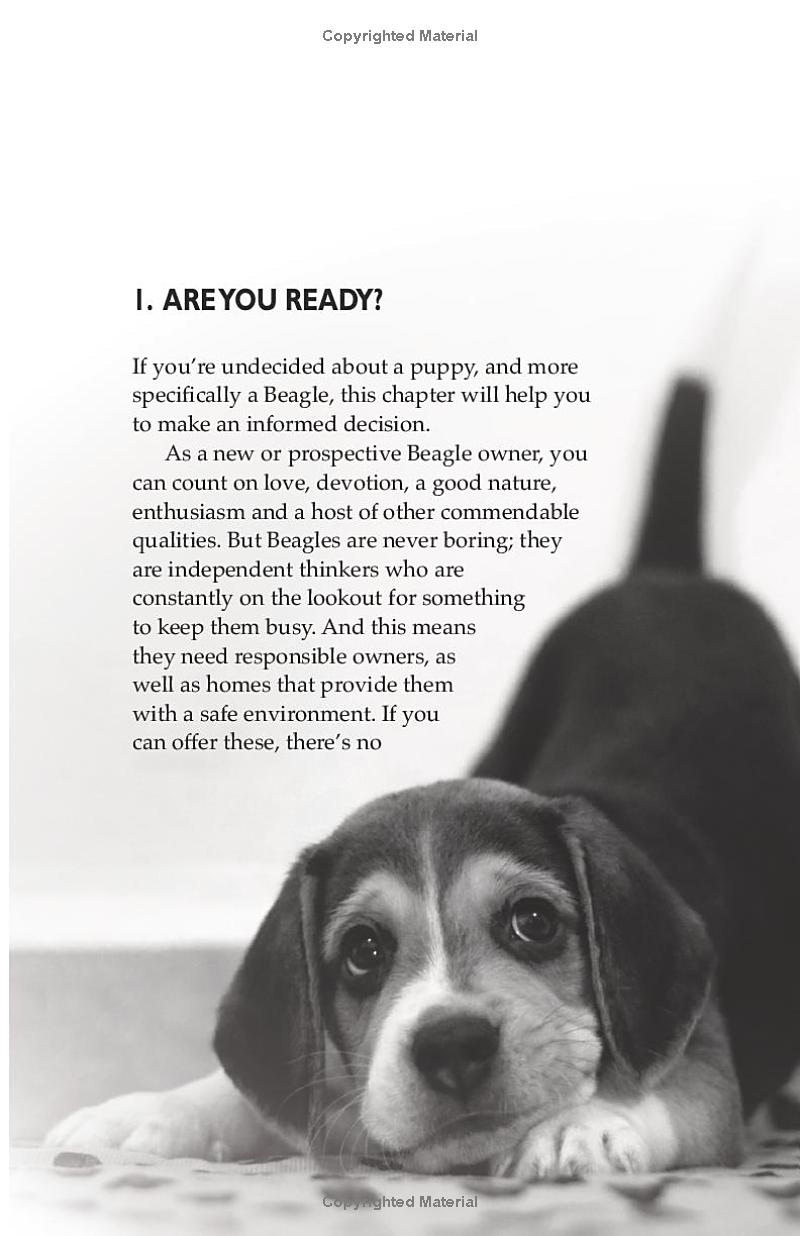 Copyrighted Material
1. ARE YOU READY?
If you’re undecided about a puppy, and more
specifically a Beagle, this chapter will help you
to make an informed decision.
As a new or prospective Beagle owner, you
can count on love, devotion, a good nature,
enthusiasm and a host of other commendable
qualities. But Beagles are never boring; they
are independent thinkers who are
constantly on the lookout for something
to keep them busy. And this means
they need responsible owners, as
well as homes that provide them
with a safe environment. If you
can offer these, there’s no
Copyrighted Material